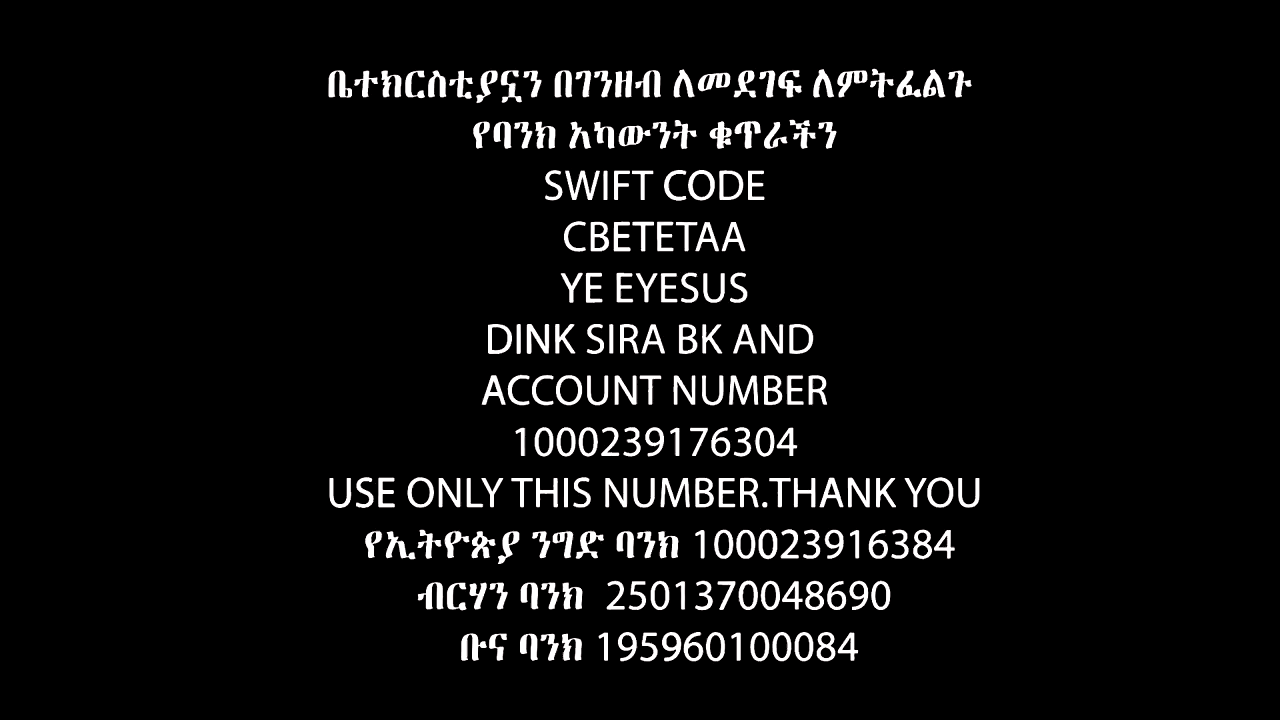 ቤተክርስቲያኗን በገንዘብ ለመደገፍ ለምትፈልጉ
የባንክ አካውንት ቁጥራችን
SWIFT CODE
CBETETAA
YE EYESUS
DINK SIRA BK AND
ACCOUNT NUMBER
1000239176304
USE ONLY THIS NUMBER.THANK YOU
የኢትዮጵያ ንግድ ባንክ 100023916384
ብርሃን ባንክ 2501370048690
ቡና ባንክ 195960100084